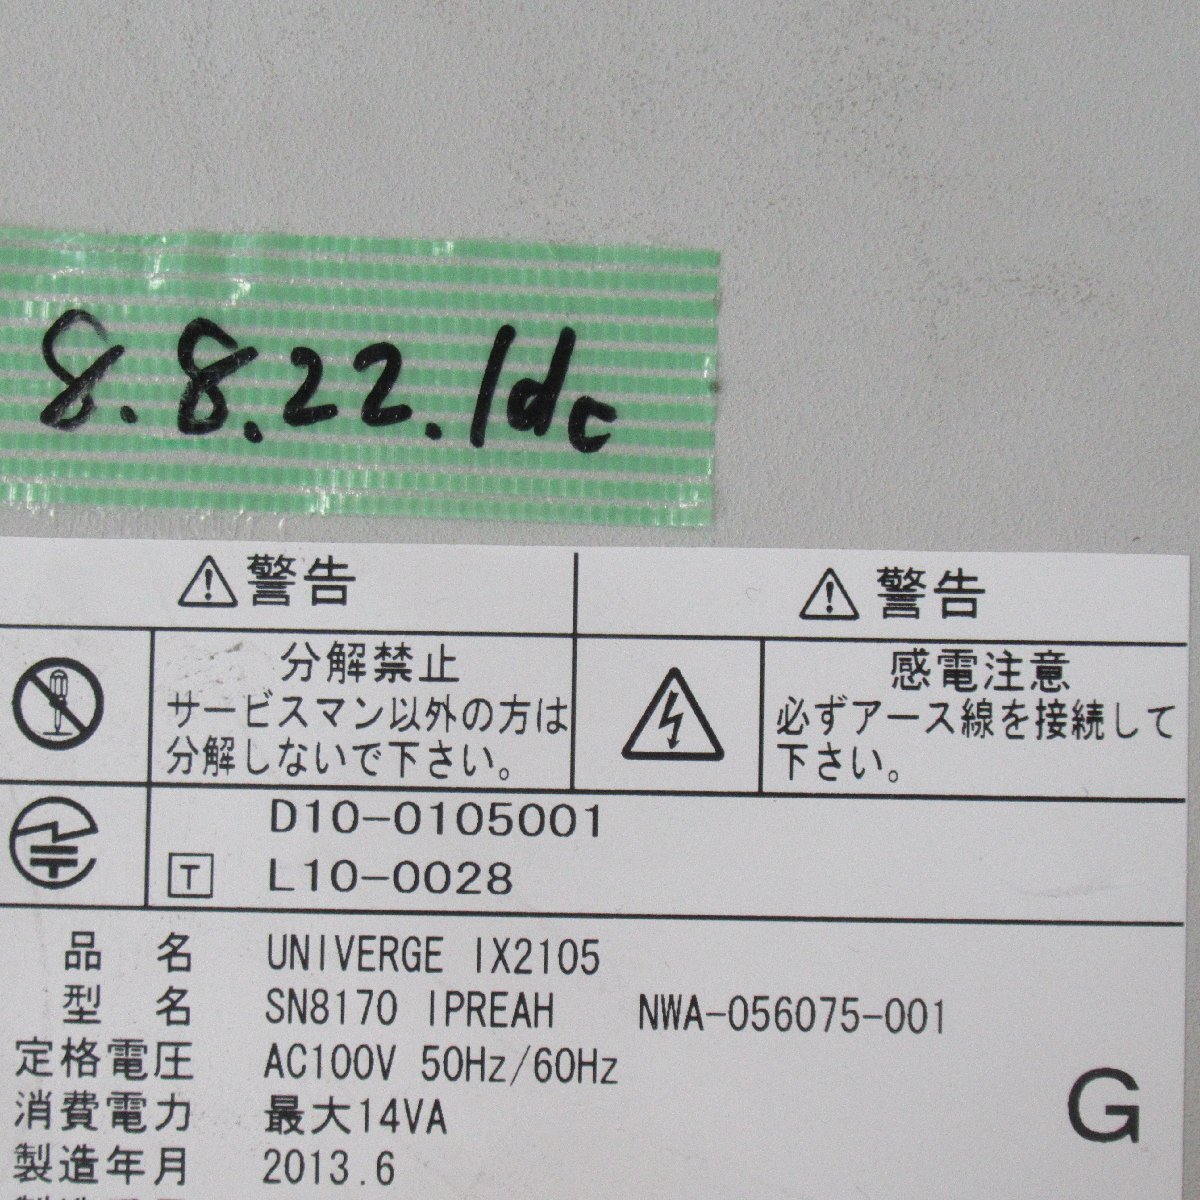 8.8.22.1dc
警告
警告
分解禁止
サービスマン以外の方は
分解しないで下さい。
感電注意
必ずアース線を接続して
下さい。
D10-0105001
T L10-0028
品 名 UNIVERGE IX2105
型 名 SN8170 IPREAH NWA-056075-001
定格電圧 AC100V 50Hz/60Hz
消費電力 最大14VA
製造年月 2013.6
G